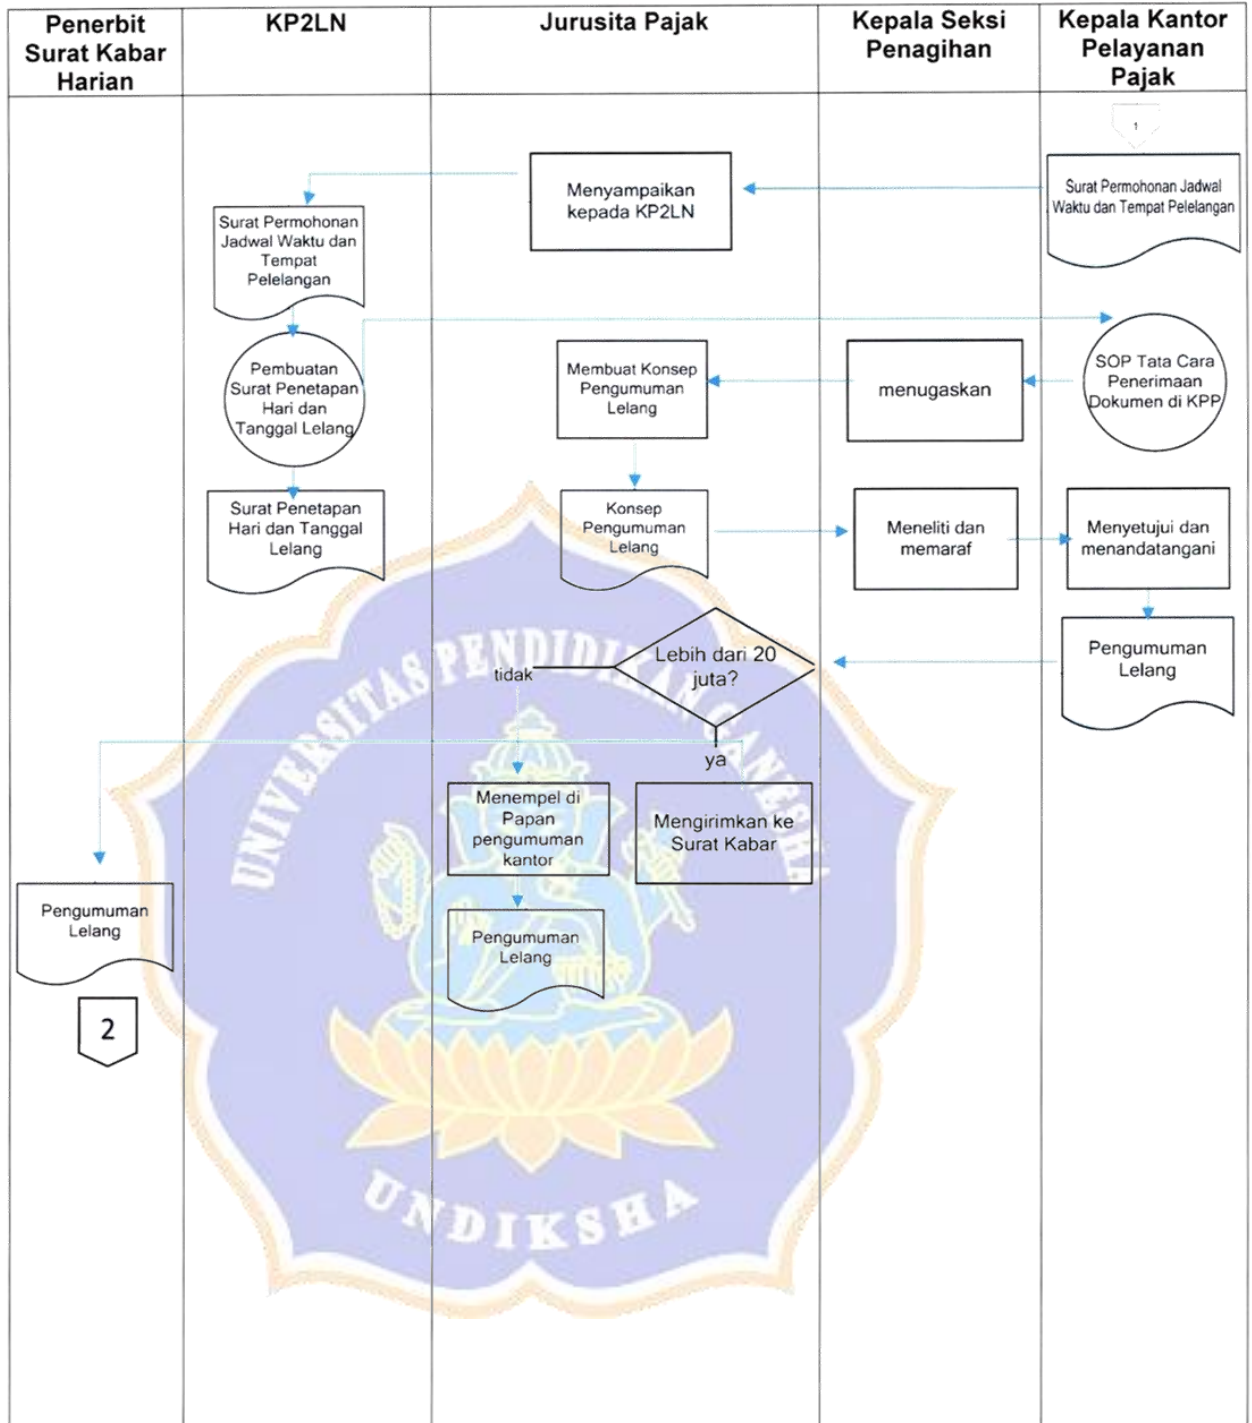 Penerbit
Surat Kabar
Harian
KP2LN
Jurusita Pajak
Kepala Seksi
Penagihan
Kepala Kantor
Pelayanan
Pajak
1
Menyampaikan
kepada KP2LN
Surat Permohonan Jadwal
Waktu dan Tempat Pelelangan
Surat Permohonan
Jadwal Waktu dan
Tempat
Pelelangan
Pembuatan
Surat Penetapan
Hari dan
Tanggal Lelang
Membuat Konsep
Pengumuman
Lelang
menugaskan
SOP Tata Cara
Penerimaan
Dokumen di KPP
Surat Penetapan
Hari dan Tanggal
Lelang
Konsep
Pengumuman
Lelang
Meneliti dan
memaraf
Menyetujui dan
menandatangani
Lebih dari 20
juta?
tidak
ya
Pengumuman
Lelang
Menempel di
Papan
pengumuman
kantor
Mengirimkan ke
Surat Kabar
Pengumuman
Lelang
Pengumuman
Lelang
2
UNIVERSITAS PENDIDIKAN GANESHA
UNDIKSHA